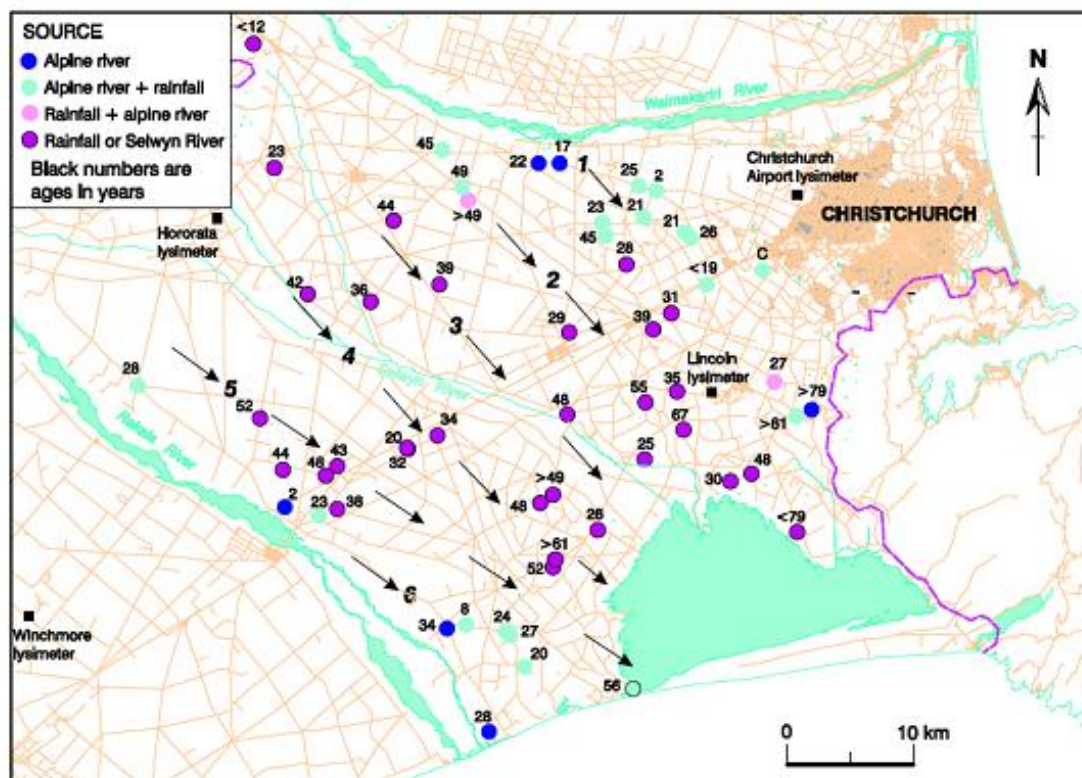 SOURCE
Alpine river
Alpine river + rainfall
Rainfall + alpine river
Rainfall or Selwyn River
Black numbers are
ages in years
<12
N
Waimakariri River
23
45
49
>49
22
17
1
25
2
Christchurch
Airport lysimeter
CHRISTCHURCH
Hororata
lysimeter
44
23
45
21
21
26
28
<19
C
42
36
39
2
3
4
29
39
31
Selwyn River
Lincoln
lysimeter
27
>79
>61
28
5
52
Rakaia River
48
55
35
67
34
20
32
44
46
43
2
23
38
25
30
48
>49
48
26
<79
>61
52
6
Winchmore
lysimeter
34
8
24
27
20
56
28
0
10 km